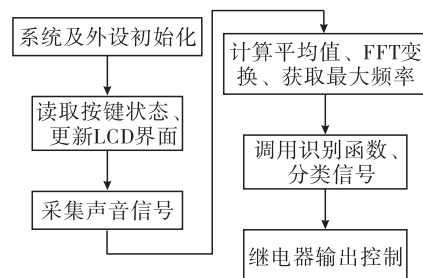 系统及外设初始化
读取按键状态、
更新LCD界面
采集声音信号
计算平均值、FFT变
换、获取最大频率
调用识别函数、
分类信号
继电器输出控制